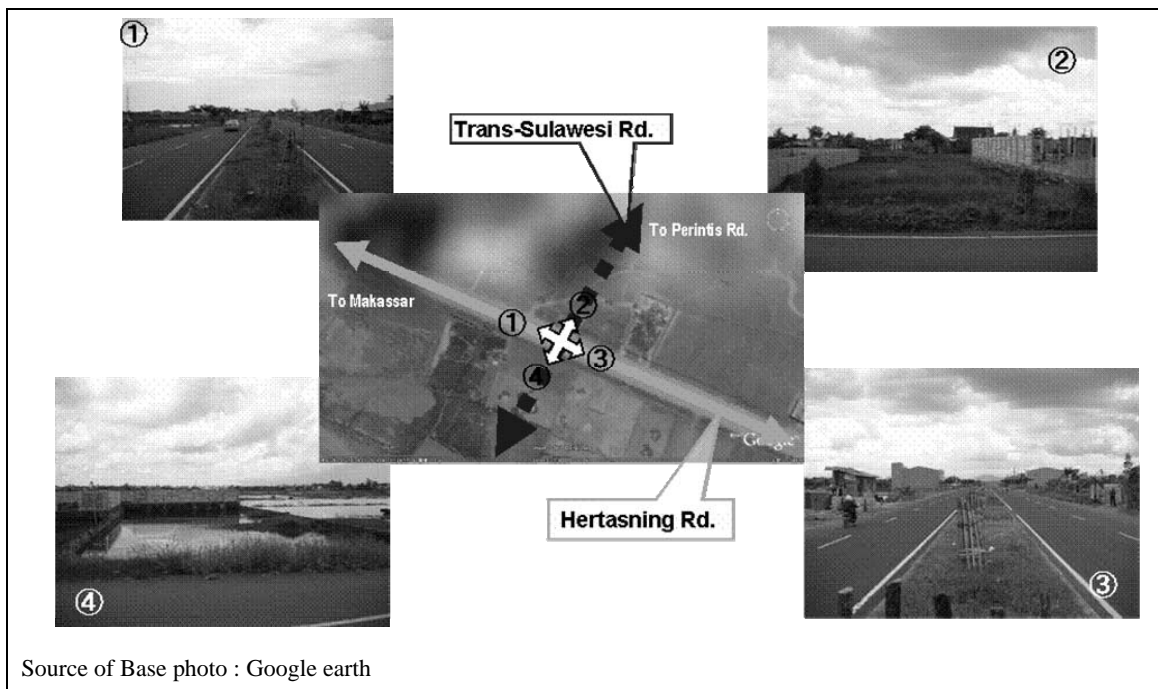 ①
②
Trans-Sulawesi Rd.
To Perintis Rd.
To Makassar
①
②
③
④
Google
Hertasning Rd.
④
③
Source of Base photo : Google earth